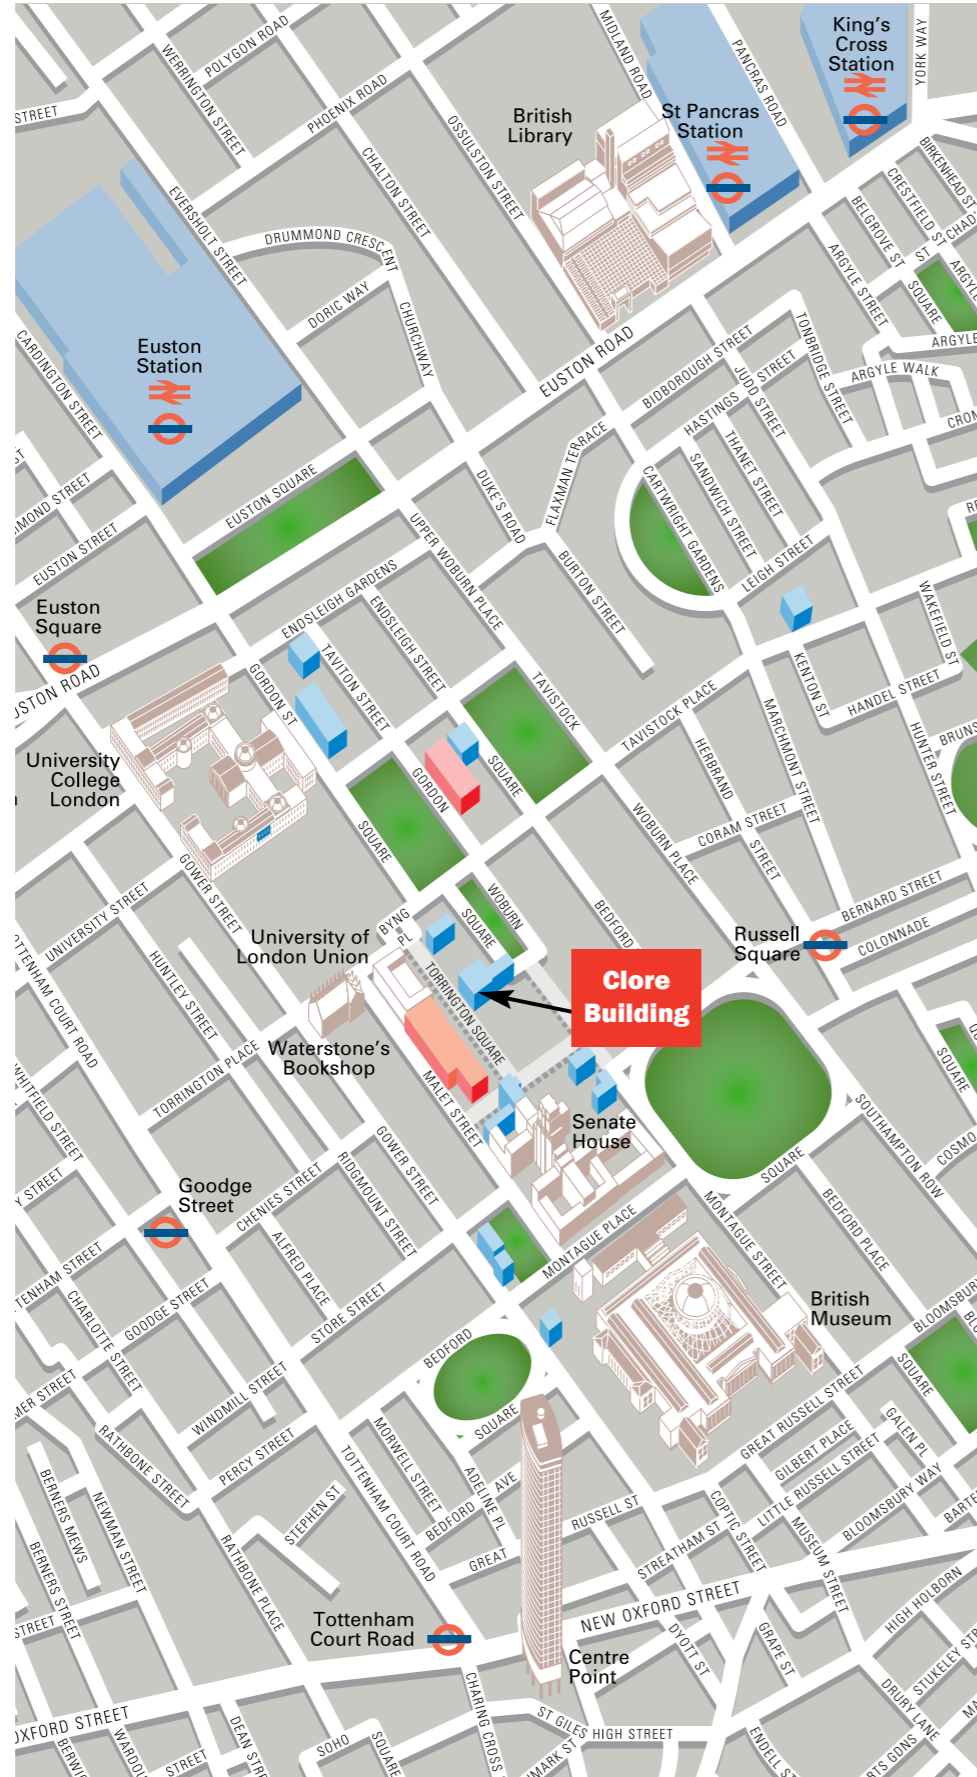 King's
Cross
Station
YORK WAY
MIDLAND ROAD
PANCRAS ROAD
POLYGON ROAD
WERRINGTON STREET
PHOENIX ROAD
OSSULSTON STREET
CHALTON STREET
STREET
British
Library
St Pancras
Station
BIRKENHEAD ST
CRESTFIELD ST
BELGROVE ST
ARGYLE STREET
SQUARE
EVERSHOLT STREET
DRUMMOND CRESCENT
DORIC WAY
CHURCHWAY
EUSTON ROAD
Euston
Station
CARDINGTON STREET
BIDBOROUGH STREET
JUDD STREET
TONBRIDGE STREET
HASTINGS STREET
ARGYLE WALK
THANET STREET
SANDWICH STREET
CARTWRIGHT GARDENS
LEIGH STREET
FLAXMAN TERRACE
DUKE'S ROAD
BURTON STREET
EUSTON SQUARE
UPPER WOBURN PLACE
EUSTON STREET
Euston
Square
ENDSLEIGH GARDENS
ENDSLEIGH STREET
TAVITON STREET
GORDON ST
TAVISTOCK
SQUARE
TAVISTOCK PLACE
KENTON ST
WAKEFIELD ST
HANDEL STREET
HUNTER STREET
MARCHMONT STREET
HERBRAND
STREET
CORAM STREET
WOBURN PLACE
BERNARD STREET
COLONNADE
Russell
Square
University
College
London
GORDON
SQUARE
GOWER STREET
UNIVERSITY STREET
HUNTLEY STREET
BYNG
PL
WOBURN
SQUARE
BEDFORD
University of
London Union
TORRINGTON SQUARE
Clore
Building
Waterstone's
Bookshop
TORRINGTON PLACE
MALET STREET
TOTTENHAM COURT ROAD
WHITFIELD STREET
Senate
House
SQUARE
SOUTHAMPTON ROW
SQUARE
BEDFORD PLACE
MONTAGUE STREET
MONTAGUE PLACE
GOWER STREET
RIDGMOUNT STREET
CHENIES STREET
ALFRED PLACE
STORE STREET
Goodge
Street
GOODGE STREET
CHARLOTTE STREET
WINDMILL STREET
British
Museum
BEDFORD
SQUARE
SQUARE
GREAT RUSSELL STREET
GILBERT PLACE
GALEN PL
LITTLE RUSSELL STREET
BLOOMSBURY WAY
COPTIC STREET
MUSEUM STREET
STREATHAM ST
RATHBONE STREET
PERCY STREET
STEPHEN ST
RATHBONE PLACE
TOTTENHAM COURT ROAD
MORWELL STREET
ADELINE PL
BEDFORD AVE
GREAT
RUSSELL ST
BERNERS MEWS
NEWMAN STREET
BERNERS STREET
STREET
NEW OXFORD STREET
HIGH HOLBORN
Tottenham
Court Road
Centre
Point
DYOTT ST
GRAPE ST
DRURY LANE
CHARING CROSS
ST GILES HIGH STREET
ENDELL ST
SOHO
SQUARE
STREET